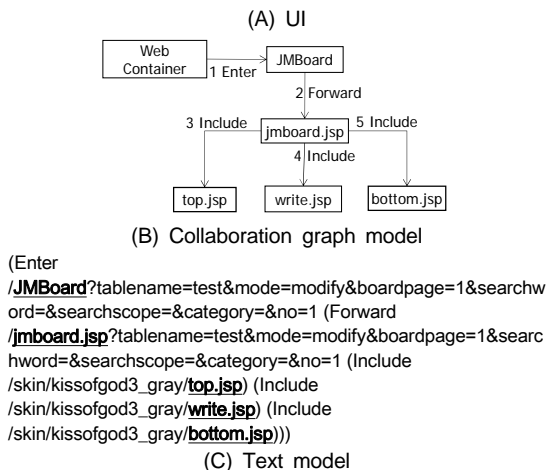 (A) UI
Web
Container
JMBoard
1 Enter
2 Forward
3 Include
jmboard.jsp
5 Include
4 Include
top.jsp
write.jsp
bottom.jsp
(B) Collaboration graph model
(Enter
/JMBoard?tablename=test&mode=modify&boardpage=1&searchw
ord=&searchscope=&category=&no=1 (Forward
/jmboard.jsp?tablename=test&mode=modify&boardpage=1&searc
hword=&searchscope=&category=&no=1 (Include
/skin/kissofgod3_gray/top.jsp) (Include
/skin/kissofgod3_gray/write.jsp) (Include
/skin/kissofgod3_gray/bottom.jsp)))
(C) Text model